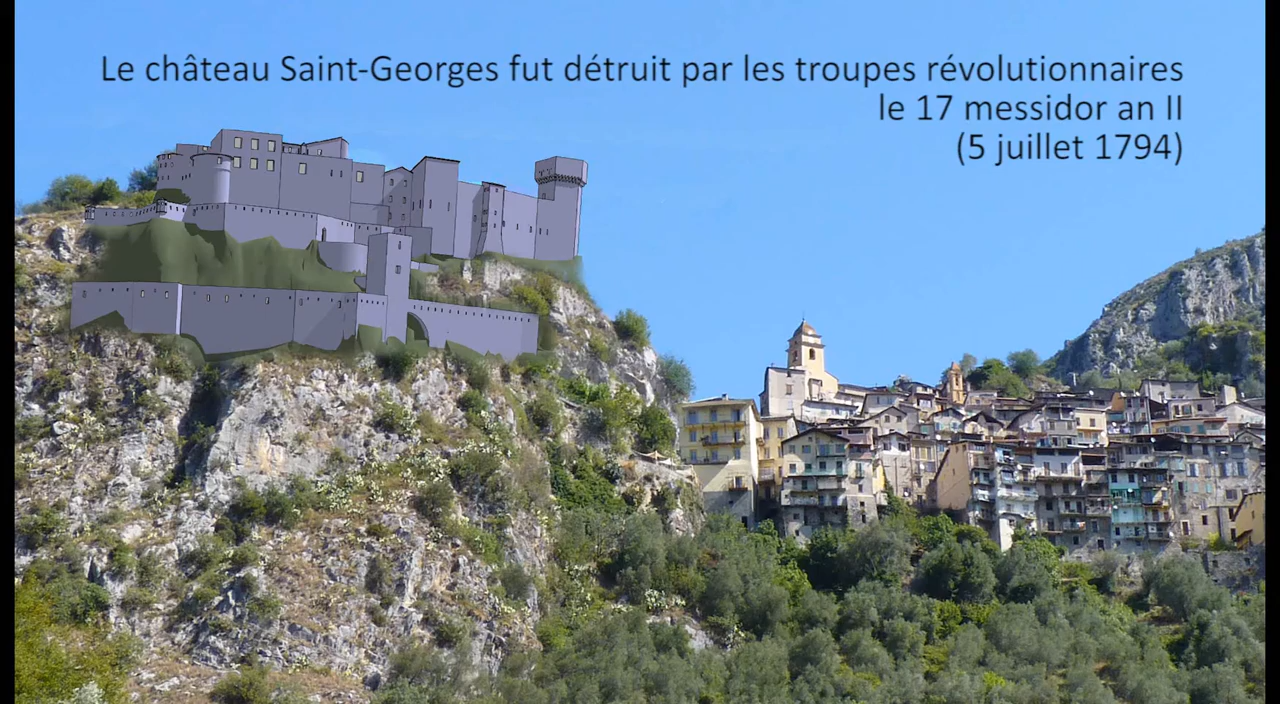 Le château Saint-Georges fut détruit par les troupes révolutionnaires
le 17 messidor an II
(5 juillet 1794)